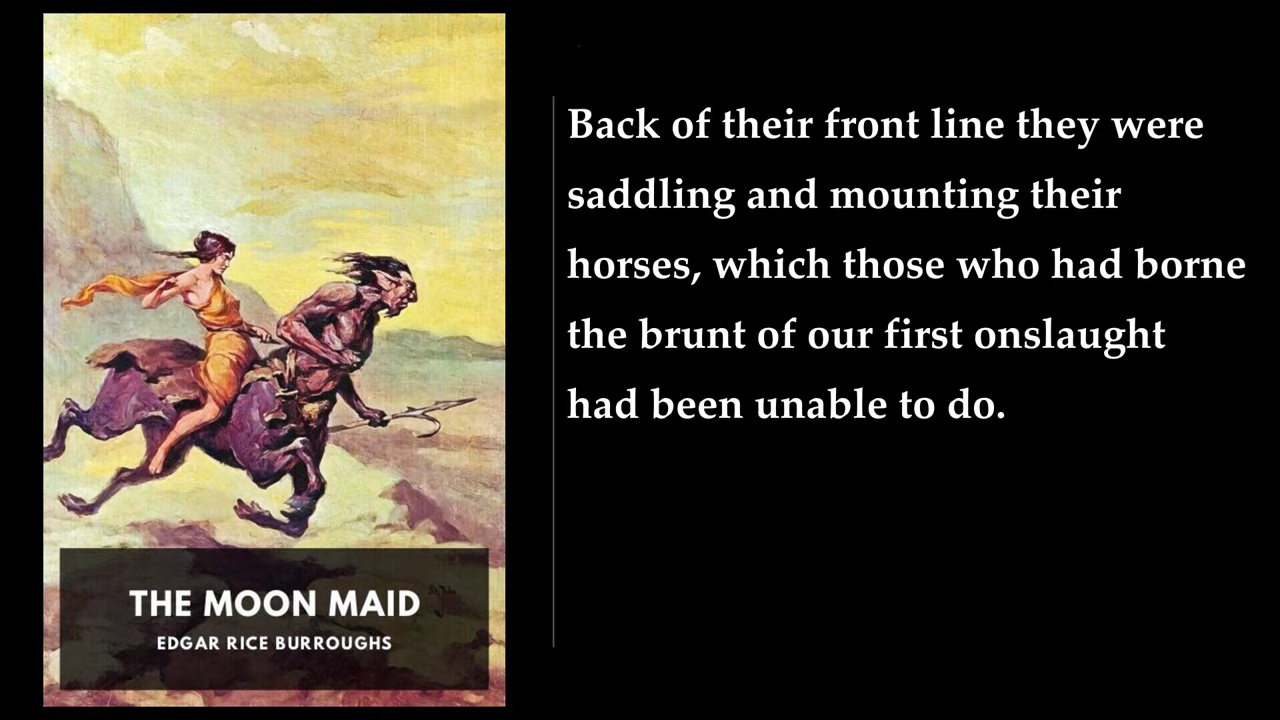 THE MOON MAID
EDGAR RICE BURROUGHS
Back of their front line they were
saddling and mounting their
horses, which those who had borne
the brunt of our first onslaught
had been unable to do.